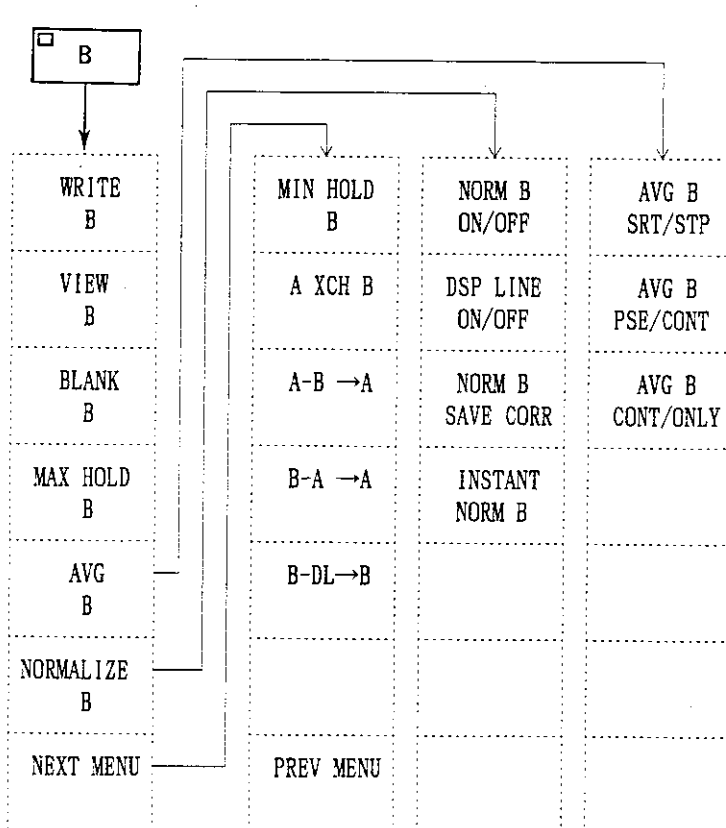 B
WRITE
B
VIEW
B
BLANK
B
MAX HOLD
B
AVG
B
NORMALIZE
B
NEXT MENU
MIN HOLD
B
A XCH B
A-B →A
B-A →A
B-DL→B
PREV MENU
NORM B
ON/OFF
DSP LINE
ON/OFF
NORM B
SAVE CORR
INSTANT
NORM B
AVG B
SRT/STP
AVG B
PSE/CONT
AVG B
CONT/ONLY